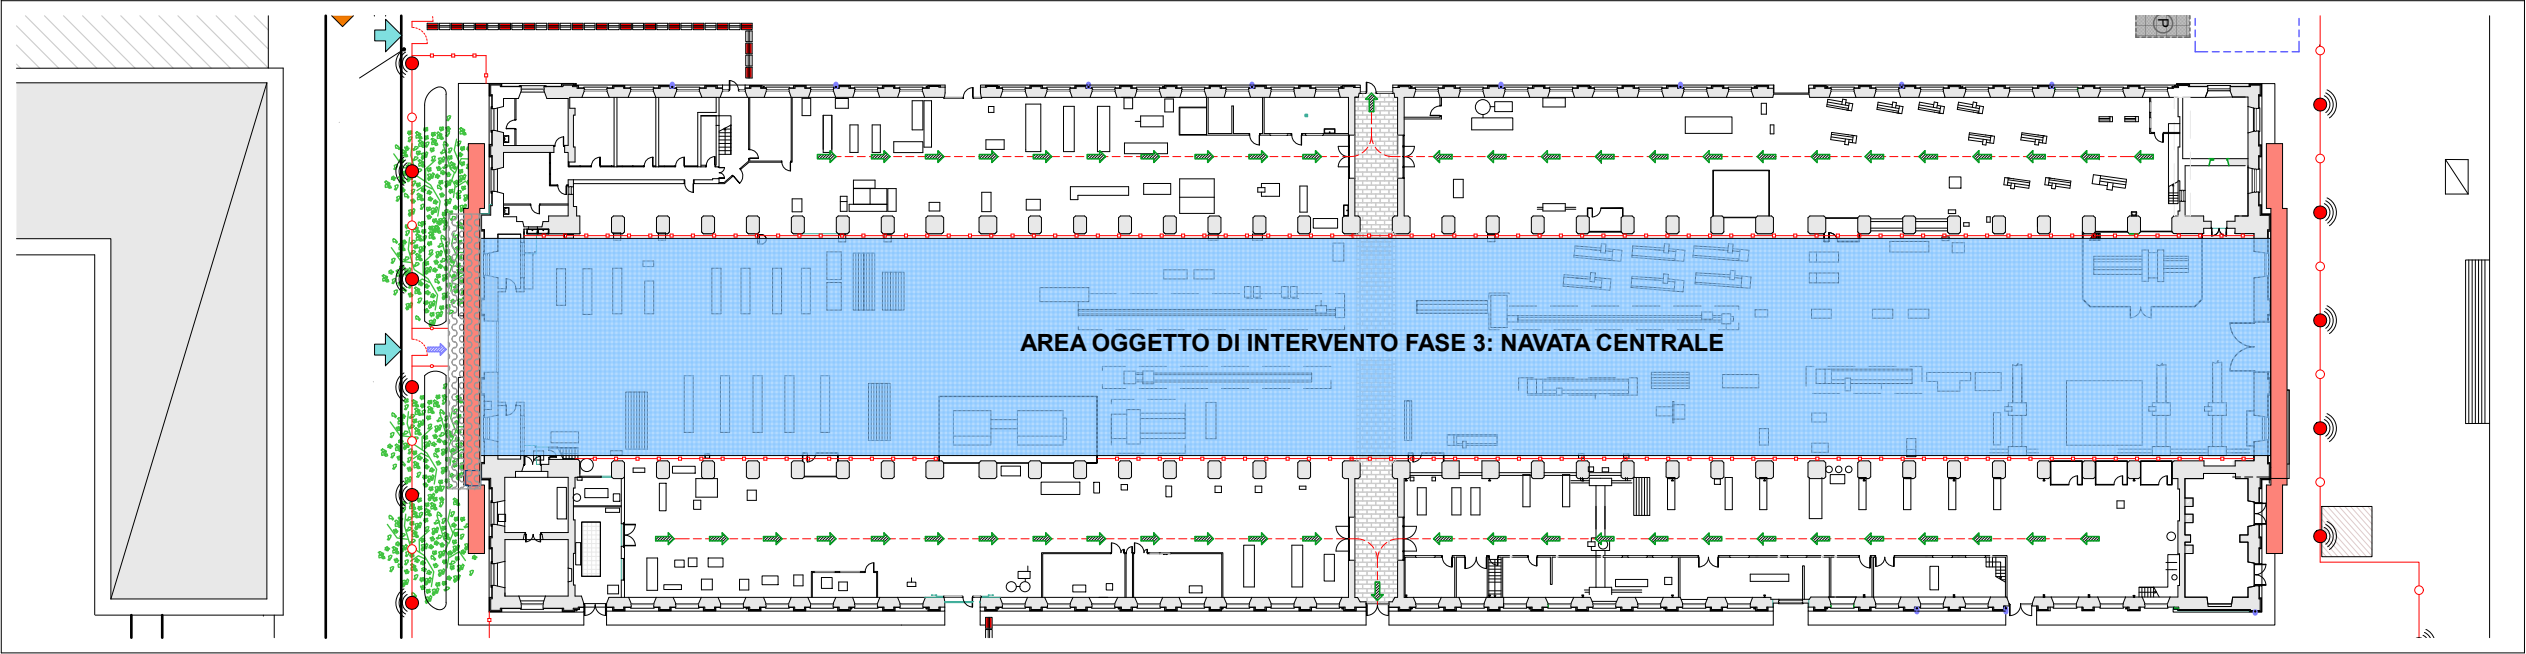 P
AREA OGGETTO DI INTERVENTO FASE 3: NAVATA CENTRALE